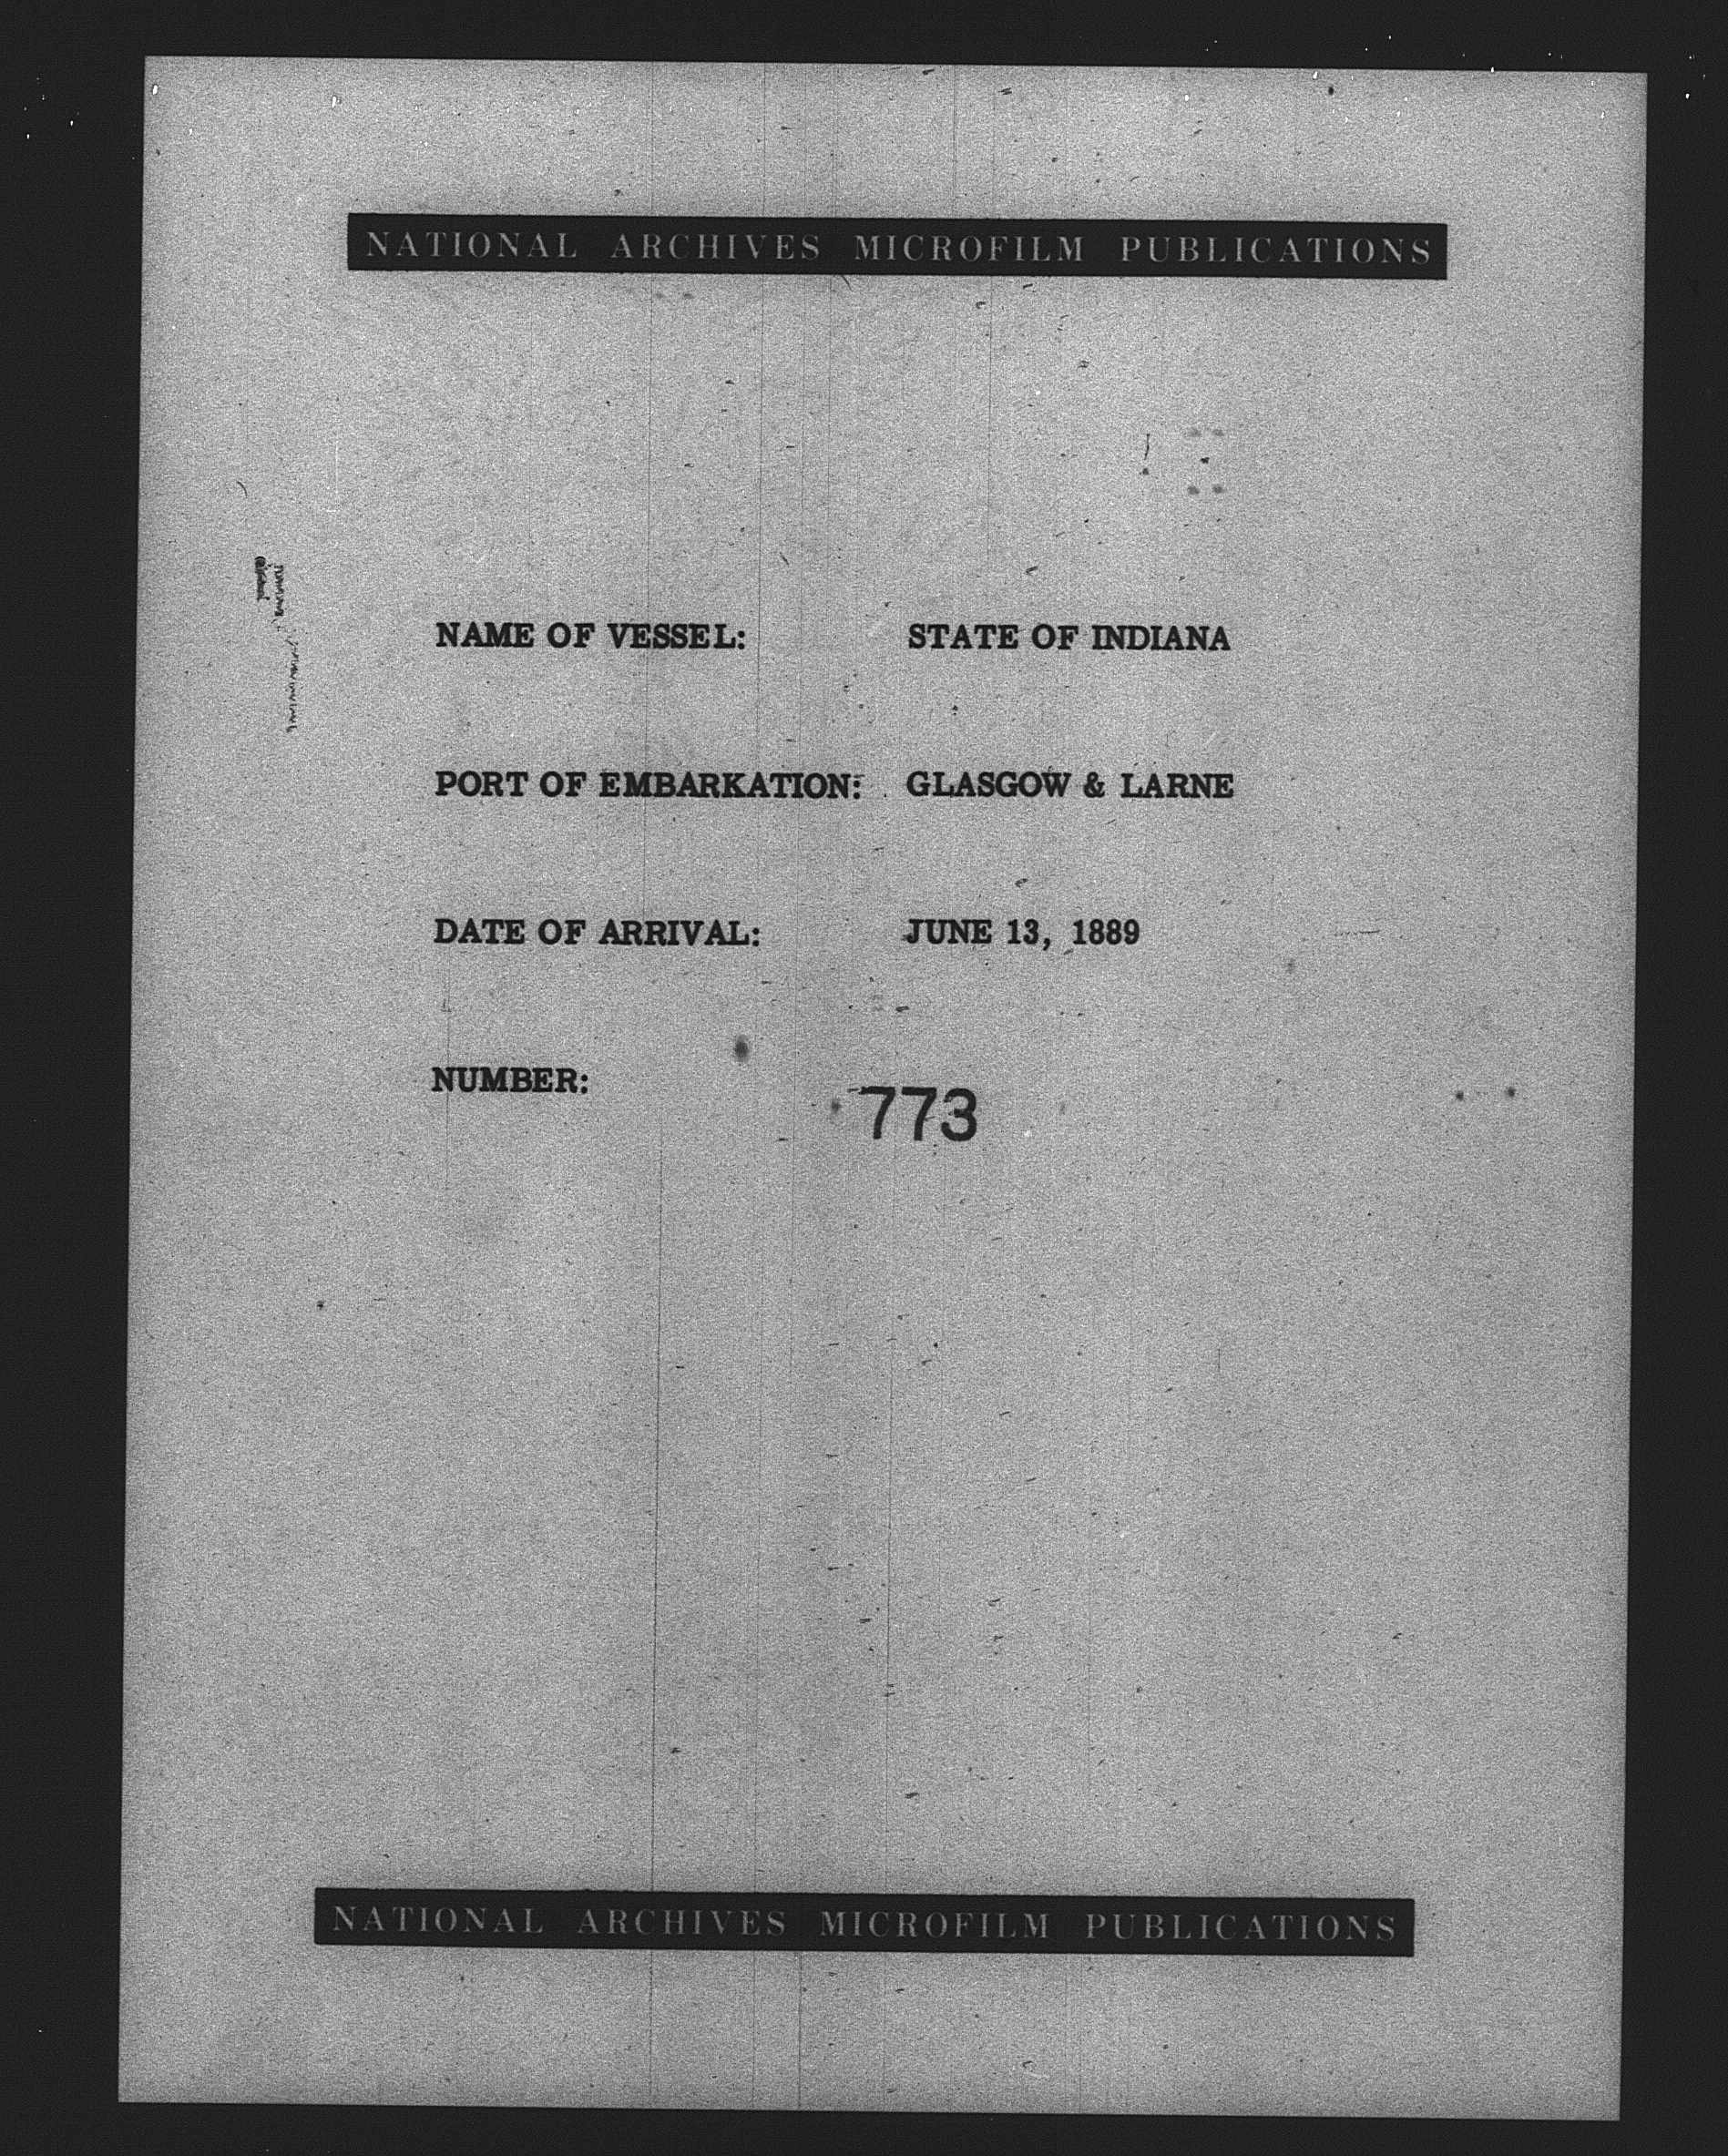 NATIONAL ARCHIVES MICROFILM PUBLICATIONS
NAME OF VESSEL: STATE OF INDIANA
PORT OF EMBARKATION: GLASGOW & LARNE
DATE OF ARRIVAL: JUNE 13, 1889
NUMBER: 773
NATIONAL ARCHIVES MICROFILM PUBLICATIONS